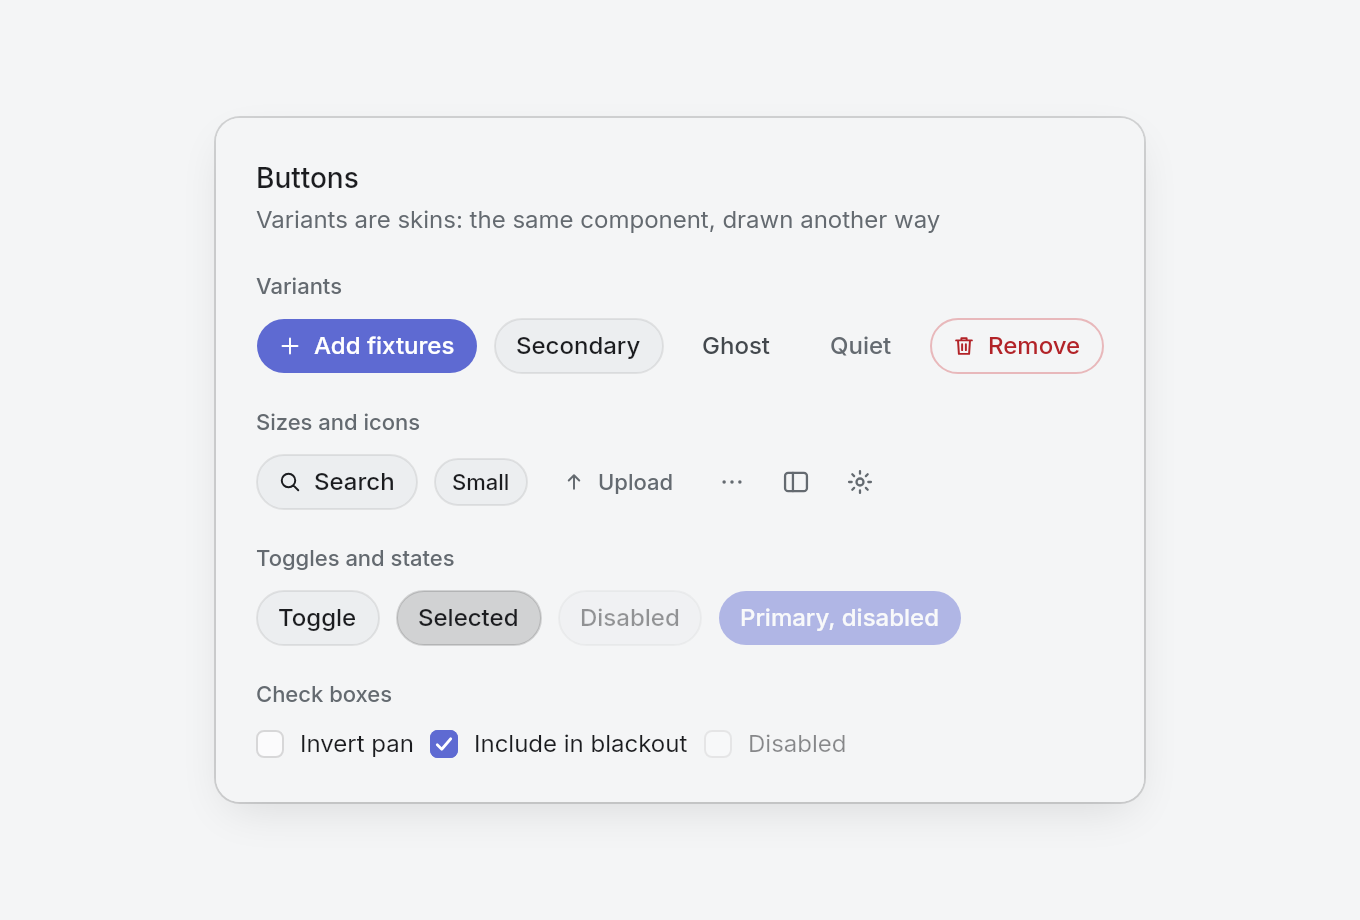 Buttons
Variants are skins: the same component, drawn another way
Variants
Add fixtures Secondary Ghost Quiet Remove
Sizes and icons
Search Small Upload
Toggles and states
Toggle Selected Disabled Primary, disabled
Check boxes
Invert pan Include in blackout Disabled